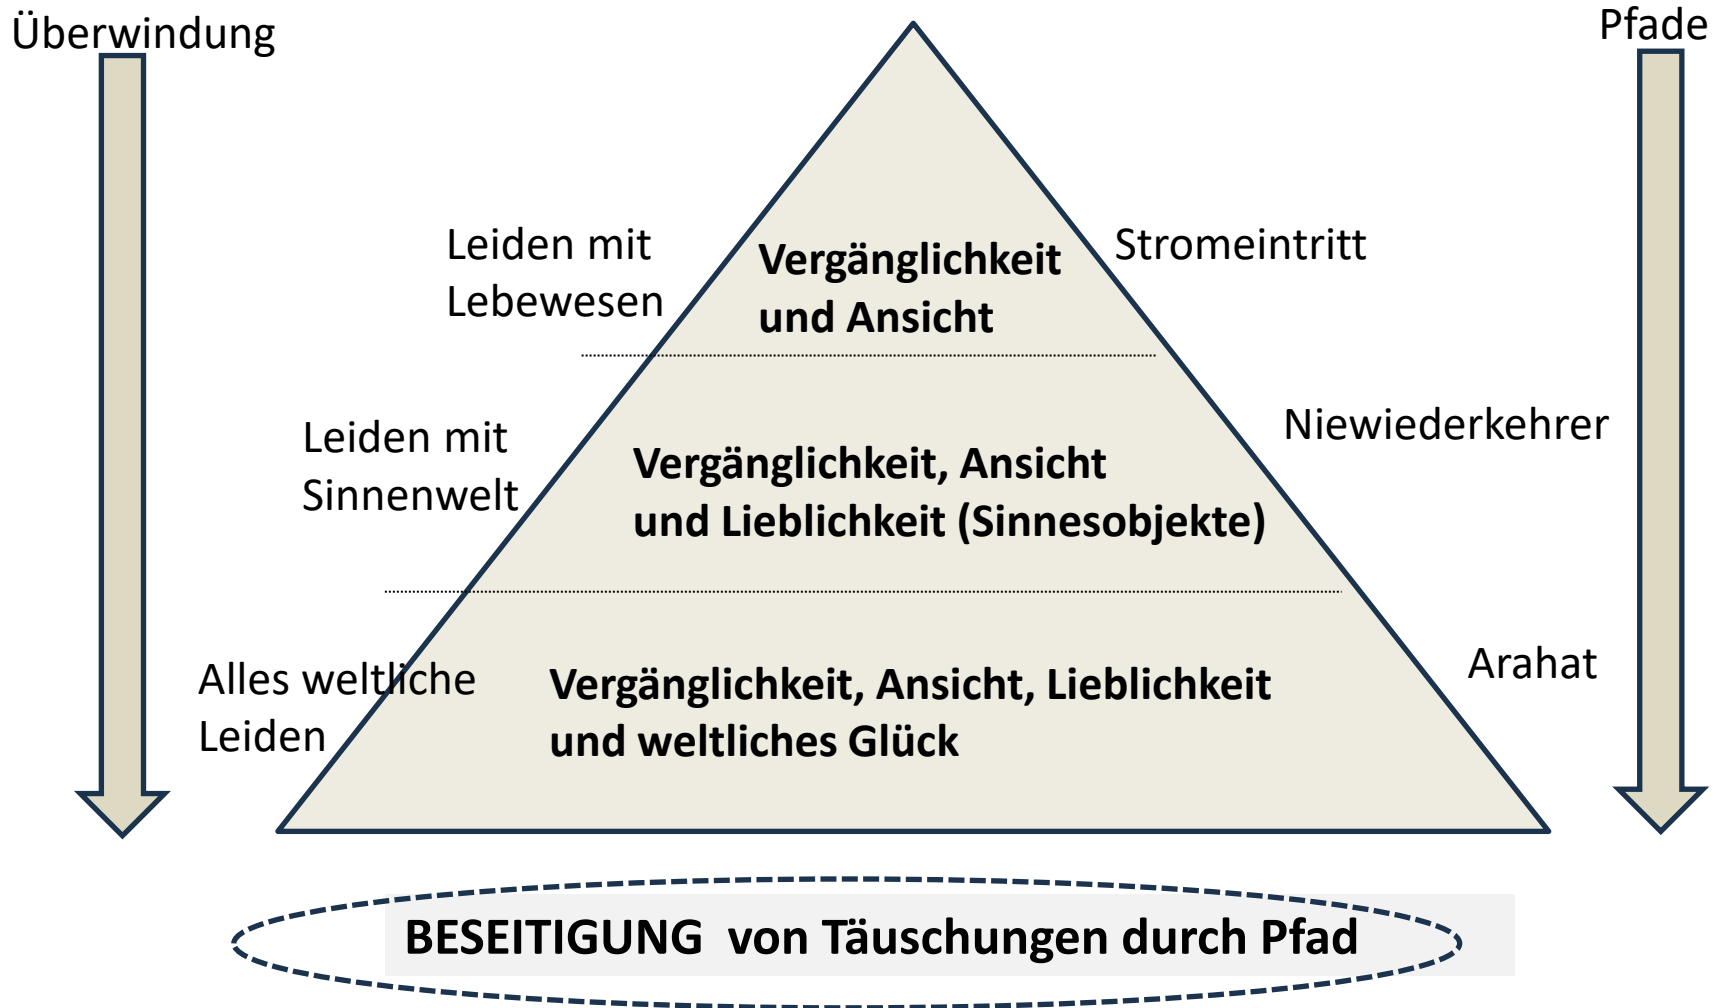 Überwindung
Pfade
Leiden mit
Lebewesen
Vergänglichkeit
und Ansicht
Stromeintritt
Leiden mit
Sinnenwelt
Vergänglichkeit, Ansicht
und Lieblichkeit (Sinnesobjekte)
Niewiederkehrer
Alles weltliche
Leiden
Vergänglichkeit, Ansicht, Lieblichkeit
und weltliches Glück
Arahat
BESEITIGUNG von Täuschungen durch Pfad